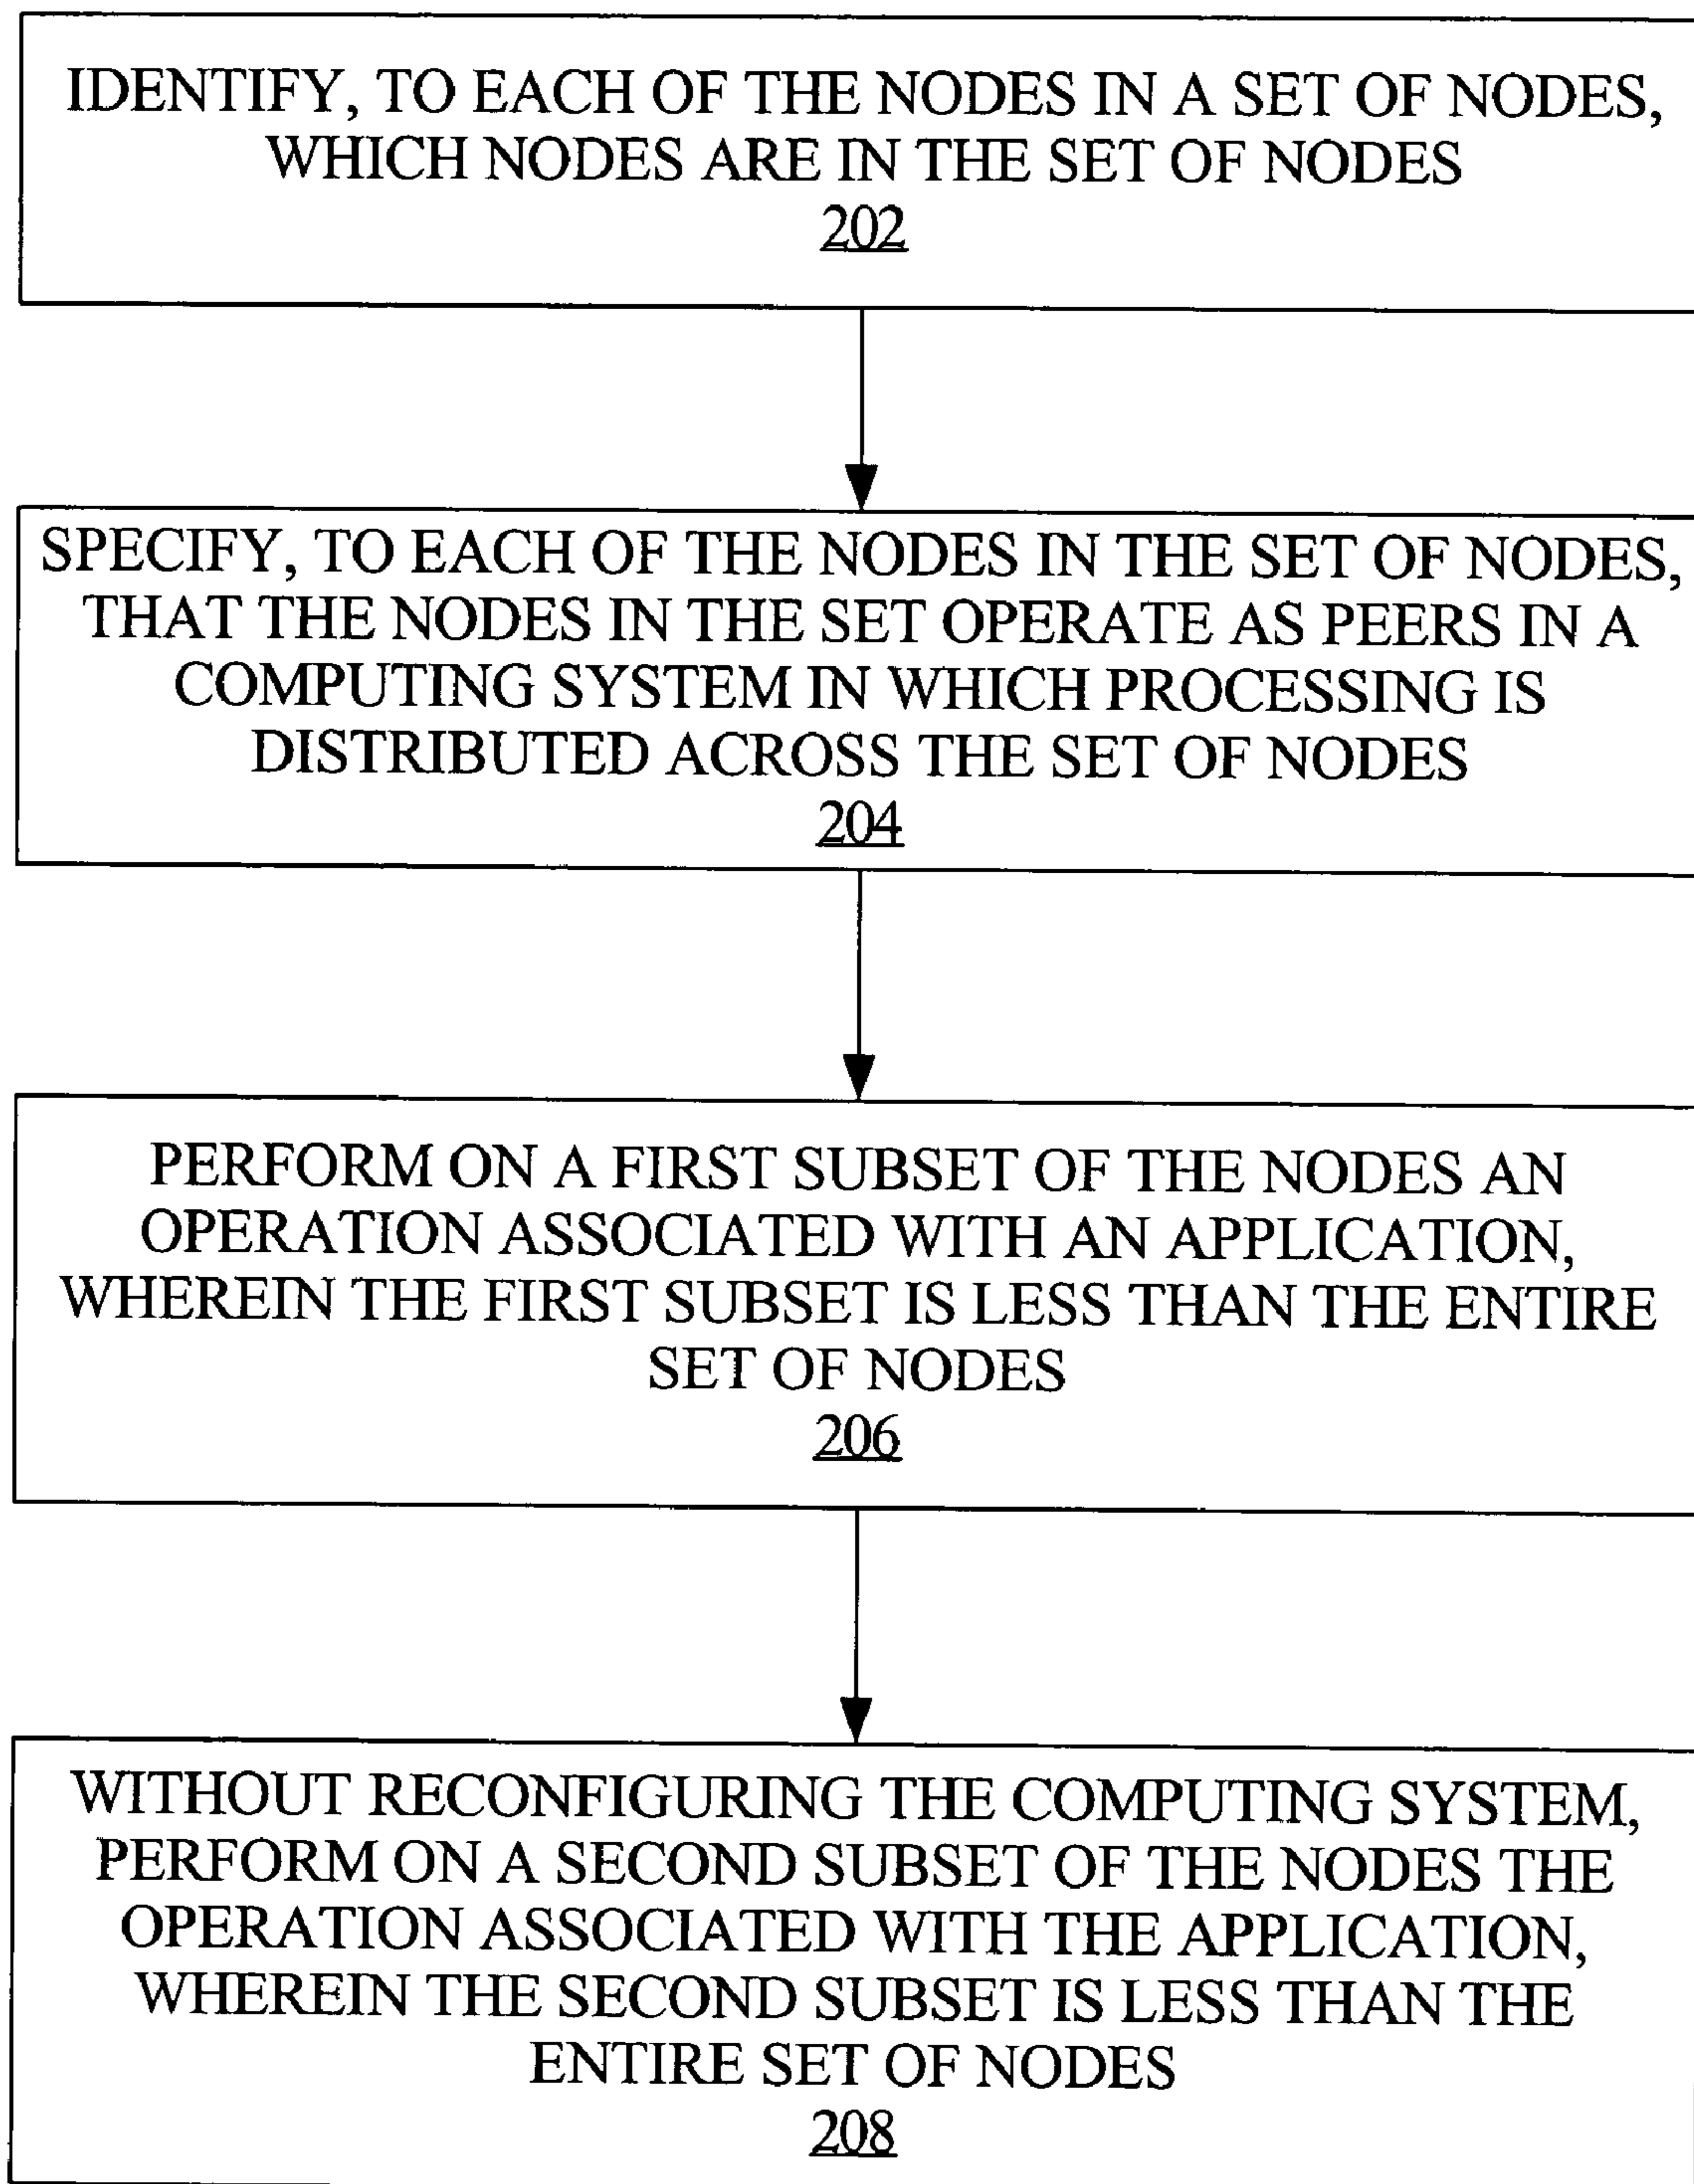 IDENTIFY, TO EACH OF THE NODES IN A SET OF NODES,
WHICH NODES ARE IN THE SET OF NODES
202
SPECIFY, TO EACH OF THE NODES IN THE SET OF NODES,
THAT THE NODES IN THE SET OPERATE AS PEERS IN A
COMPUTING SYSTEM IN WHICH PROCESSING IS
DISTRIBUTED ACROSS THE SET OF NODES
204
PERFORM ON A FIRST SUBSET OF THE NODES AN
OPERATION ASSOCIATED WITH AN APPLICATION,
WHEREIN THE FIRST SUBSET IS LESS THAN THE ENTIRE
SET OF NODES
206
WITHOUT RECONFIGURING THE COMPUTING SYSTEM,
PERFORM ON A SECOND SUBSET OF THE NODES THE
OPERATION ASSOCIATED WITH THE APPLICATION,
WHEREIN THE SECOND SUBSET IS LESS THAN THE
ENTIRE SET OF NODES
208